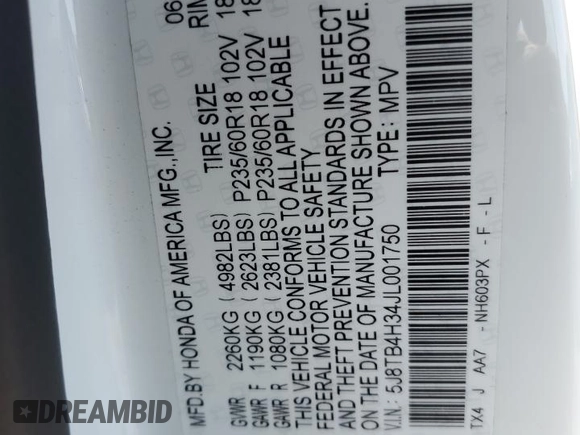 MFD.BY HONDA OF AMERICA MFG.,INC. 06
TIRE SIZE RIM
GVWR 2260KG ( 4982LBS)
GAWR F 1190KG ( 2623LBS) P235/60R18 102V 18
GAWR R 1080KG ( 2381LBS) P235/60R18 102V 18
THIS VEHICLE CONFORMS TO ALL APPLICABLE
FEDERAL MOTOR VEHICLE SAFETY
AND THEFT PREVENTION STANDARDS IN EFFECT
ON THE DATE OF MANUFACTURE SHOWN ABOVE.
V.I.N.: 5J8TB4H34JL001750 TYPE: MPV
TX4 J AA7 - NH603PX - F - L
DREAMBID